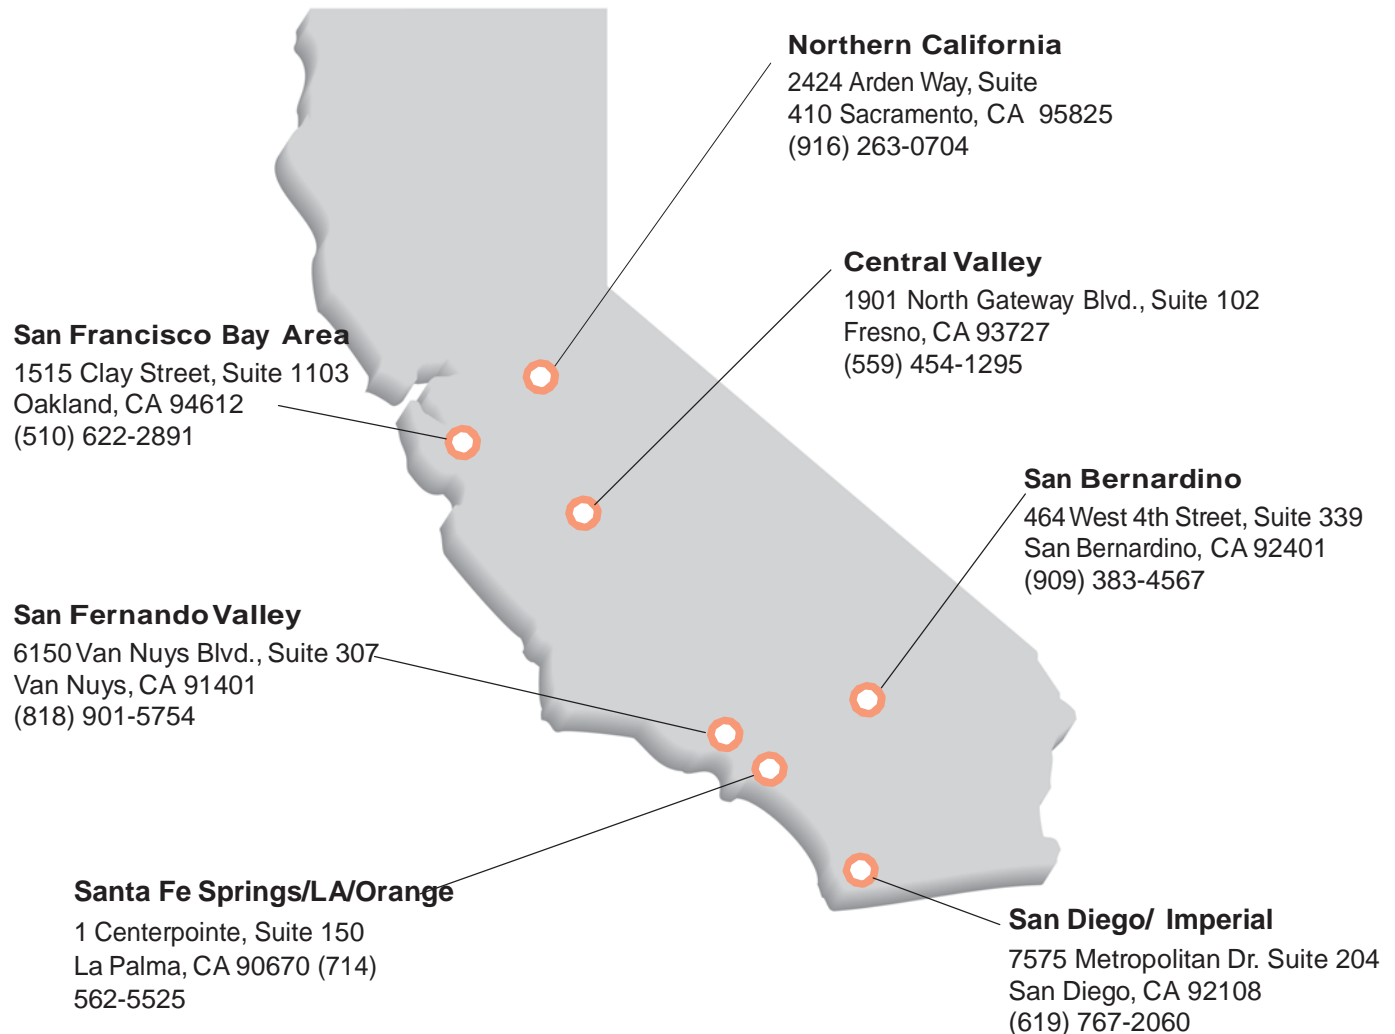 Northern California
2424 Arden Way, Suite
410 Sacramento, CA 95825
(916) 263-0704
Central Valley
1901 North Gateway Blvd., Suite 102
Fresno, CA 93727
(559) 454-1295
San Francisco Bay Area
1515 Clay Street, Suite 1103
Oakland, CA 94612
(510) 622-2891
San Bernardino
464 West 4th Street, Suite 339
San Bernardino, CA 92401
(909) 383-4567
San Fernando Valley
6150 Van Nuys Blvd., Suite 307
Van Nuys, CA 91401
(818) 901-5754
Santa Fe Springs/LA/Orange
1 Centerpointe, Suite 150
La Palma, CA 90670 (714)
562-5525
San Diego/ Imperial
7575 Metropolitan Dr. Suite 204
San Diego, CA 92108
(619) 767-2060